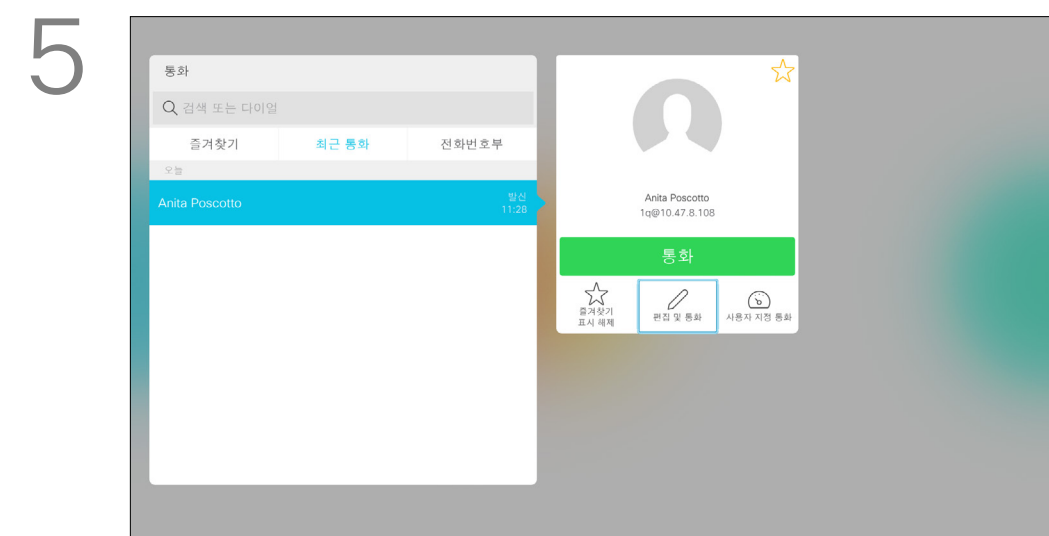 5
통화
검색 또는 다이얼
즐겨찾기 최근 통화 전화번호부
오늘
Anita Poscotto 발신
11:28
Anita Poscotto
1q@10.47.8.108
통화
즐겨찾기
표시 해제
편집 및 통화
사용자 지정 통화